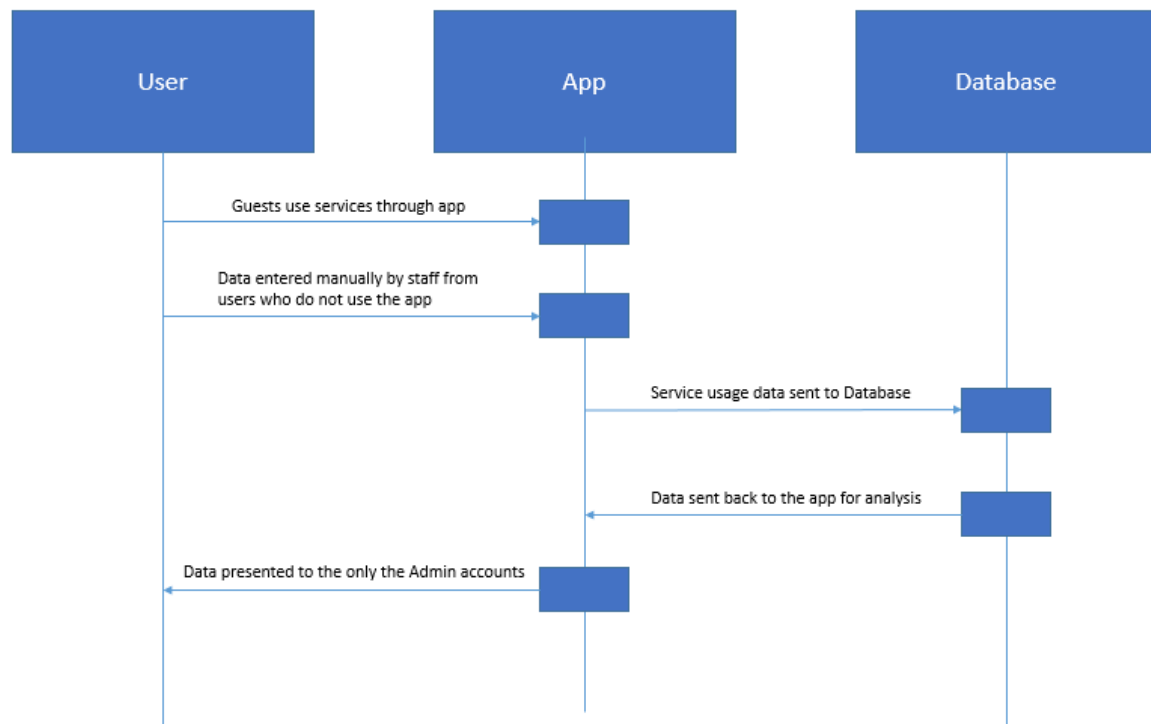 User
App
Database
Guests use services through app
Data entered manually by staff from
users who do not use the app
Service usage data sent to Database
Data sent back to the app for analysis
Data presented to the only the Admin accounts